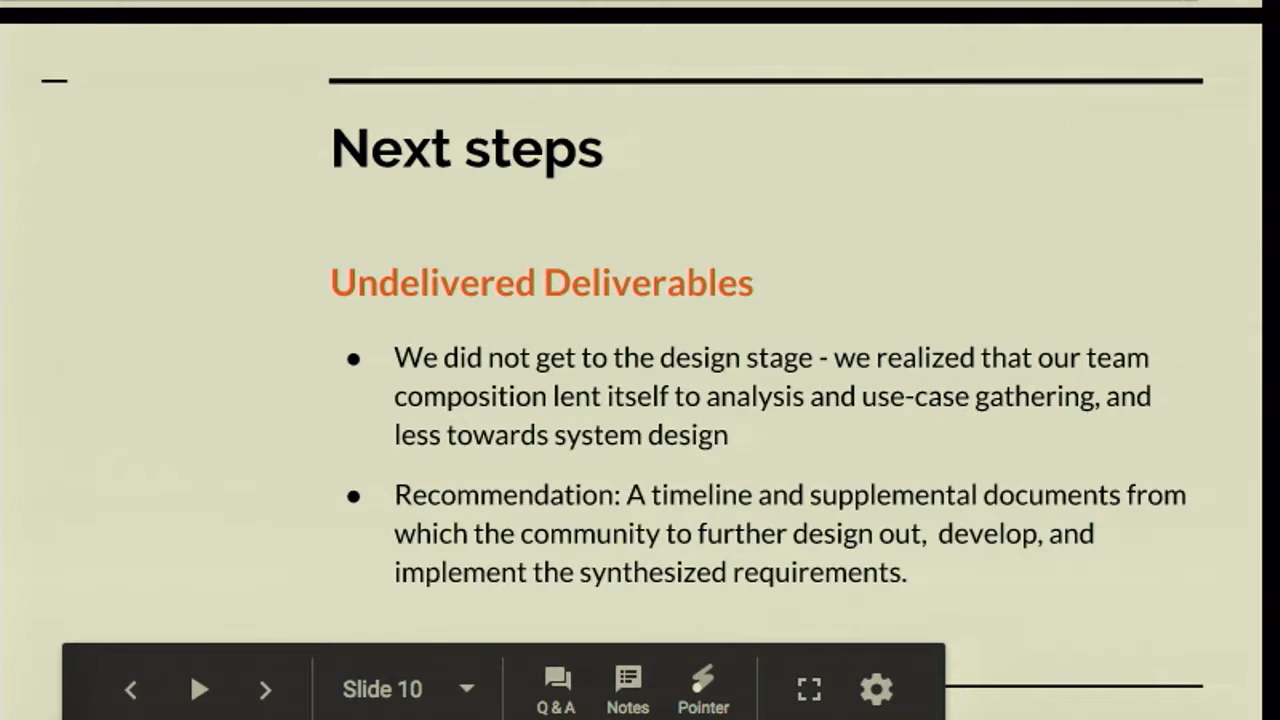 Next steps
Undelivered Deliverables
● We did not get to the design stage - we realized that our team
composition lent itself to analysis and use-case gathering, and
less towards system design
● Recommendation: A timeline and supplemental documents from
which the community to further design out, develop, and
implement the synthesized requirements.
Slide 10
Q & A Notes Pointer